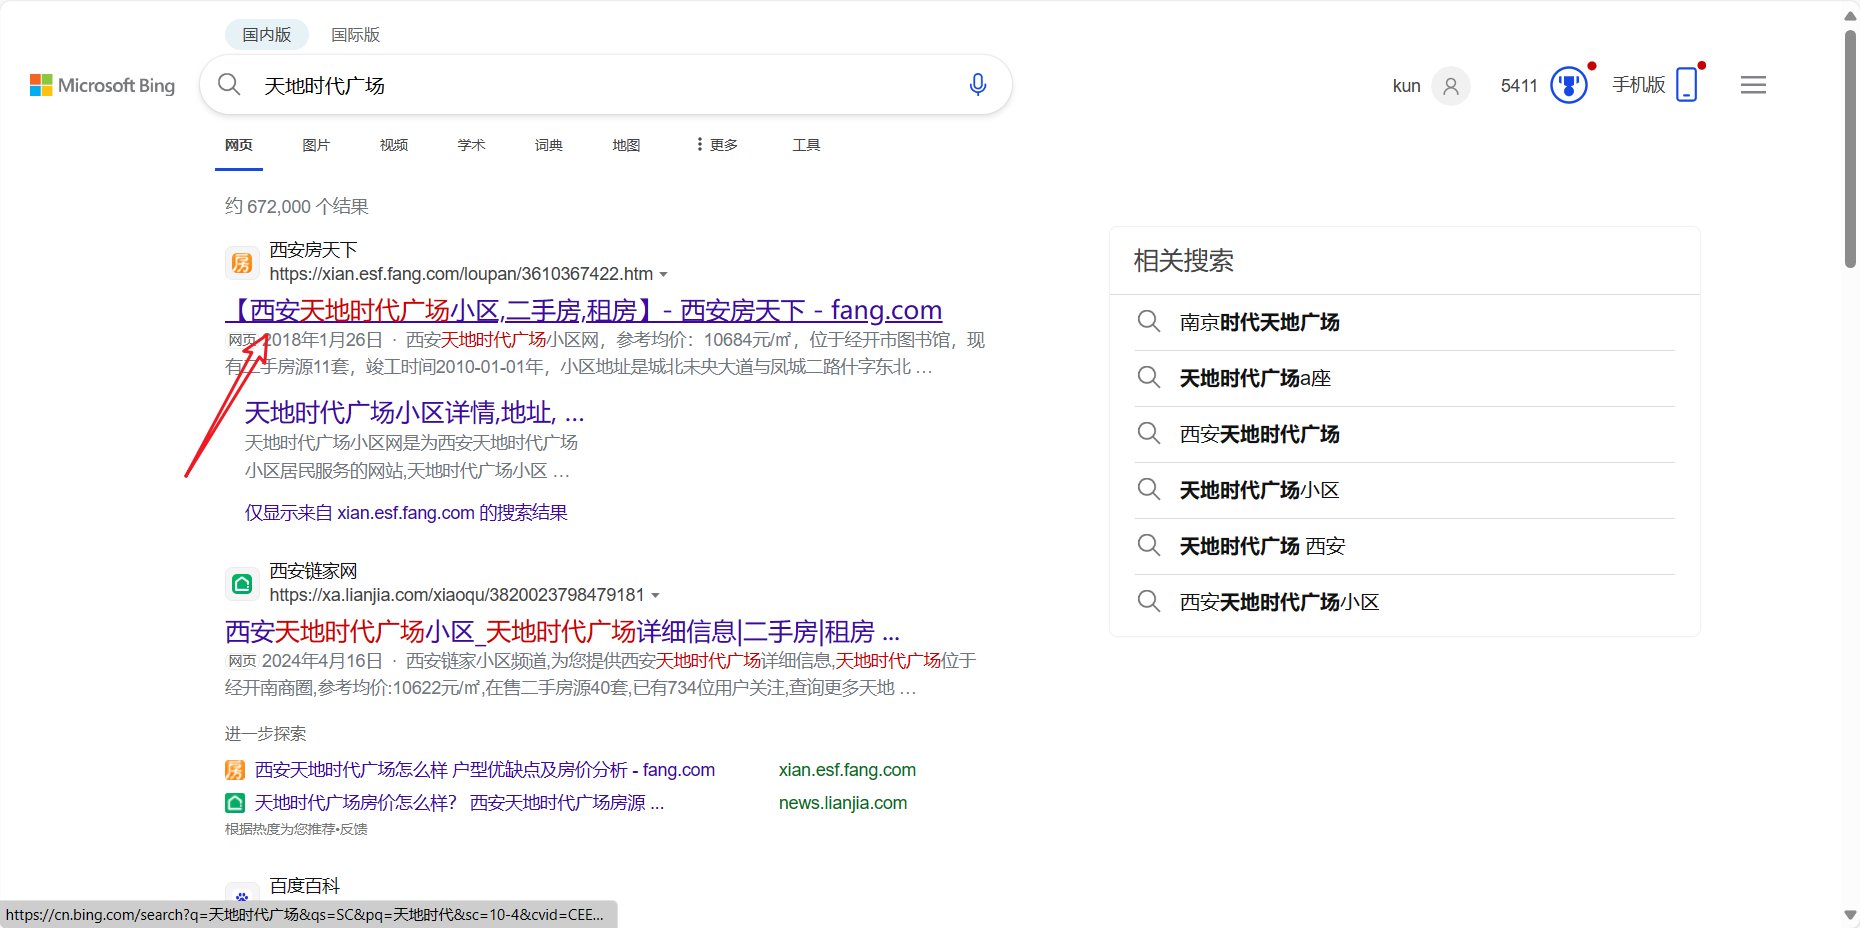 国内版 国际版
Microsoft Bing 天地时代广场 kun 5411 手机版
网页 图片 视频 学术 词典 地图 更多 工具
约 672,000 个结果
西安房天下
https://xian.esf.fang.com/loupan/3610367422.htm
【西安天地时代广场小区,二手房,租房】- 西安房天下 - fang.com
网页 2018年1月26日 · 西安天地时代广场小区网，参考均价：10684元/㎡，位于经开市图书馆，现
有二手房源11套，竣工时间2010-01-01年，小区地址是城北未央大道与凤城二路什字东北 …
天地时代广场小区详情,地址, ...
天地时代广场小区网是为西安天地时代广场
小区居民服务的网站,天地时代广场小区 …
仅显示来自 xian.esf.fang.com 的搜索结果
西安链家网
https://xa.lianjia.com/xiaoqu/3820023798479181
西安天地时代广场小区_天地时代广场详细信息|二手房|租房 ...
网页 2024年4月16日 · 西安链家小区频道,为您提供西安天地时代广场详细信息,天地时代广场位于
经开南商圈,参考均价:10622元/㎡,在售二手房源40套,已有734位用户关注,查询更多天地 …
进一步探索
西安天地时代广场怎么样 户型优缺点及房价分析 - fang.com xian.esf.fang.com
天地时代广场房价怎么样？ 西安天地时代广场房源 ... news.lianjia.com
根据热度为您推荐•反馈
百度百科
https://cn.bing.com/search?q=天地时代广场&qs=SC&pq=天地时代&sc=10-4&cvid=CEE...
相关搜索
南京时代天地广场
天地时代广场a座
西安天地时代广场
天地时代广场小区
天地时代广场 西安
西安天地时代广场小区